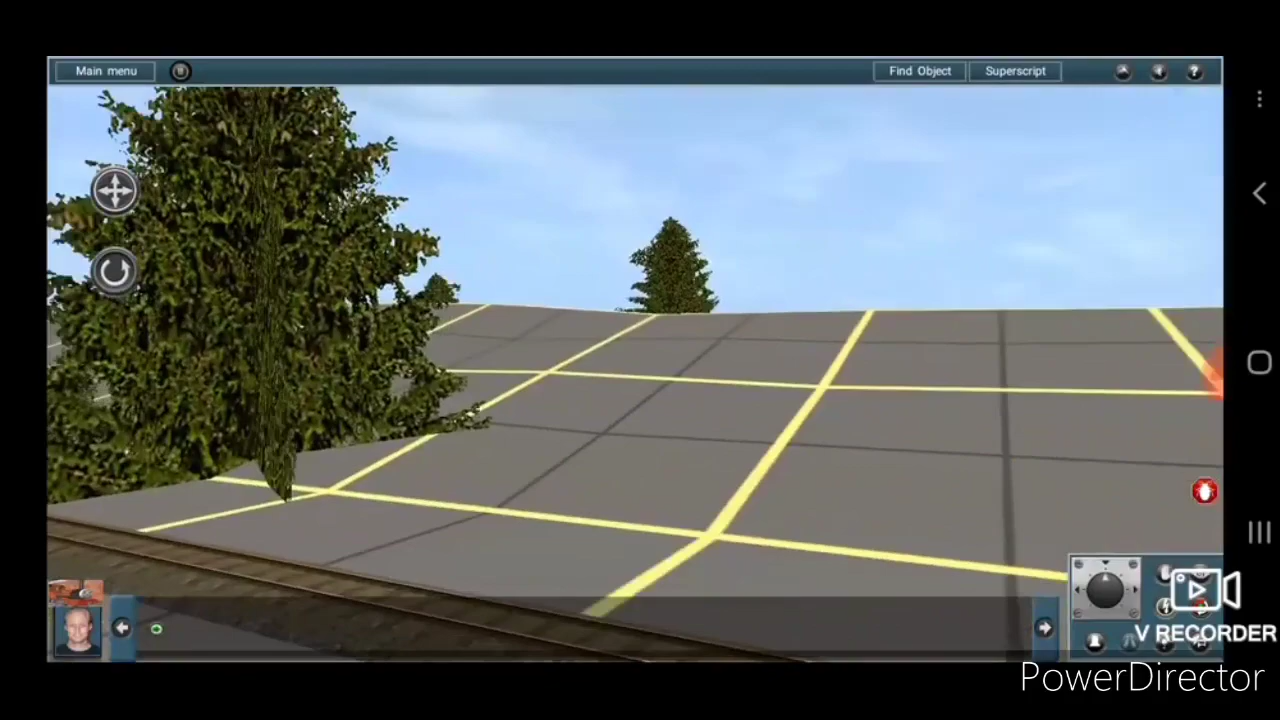 Main menu
Find Object
Superscript
?
V RECORDER
PowerDirector